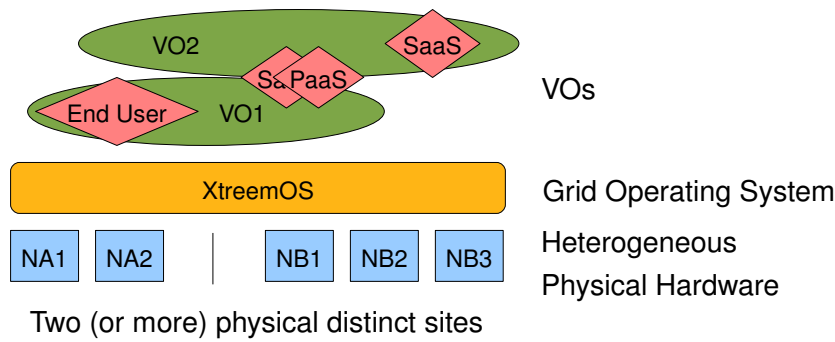 VO2
SaaS
Sa
PaaS
VOs
End User
VO1
XtreemOS
Grid Operating System
NA1
NA2
NB1
NB2
NB3
Heterogeneous
Physical Hardware
Two (or more) physical distinct sites